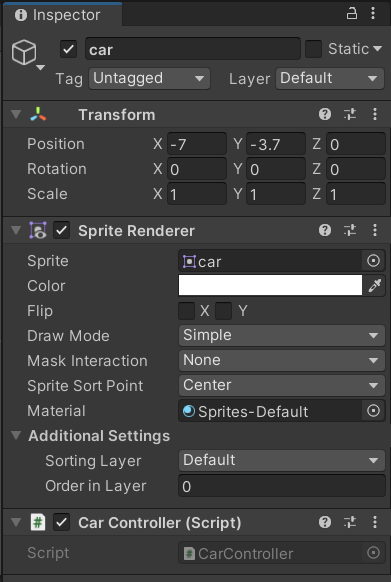 Inspector
car
Static
Tag Untagged Layer Default
Transform
Position X -7 Y -3.7 Z 0
Rotation X 0 Y 0 Z 0
Scale X 1 Y 1 Z 1
Sprite Renderer
Sprite car
Color
Flip X Y
Draw Mode Simple
Mask Interaction None
Sprite Sort Point Center
Material Sprites-Default
Additional Settings
Sorting Layer Default
Order in Layer 0
# Car Controller (Script)
Script # CarController